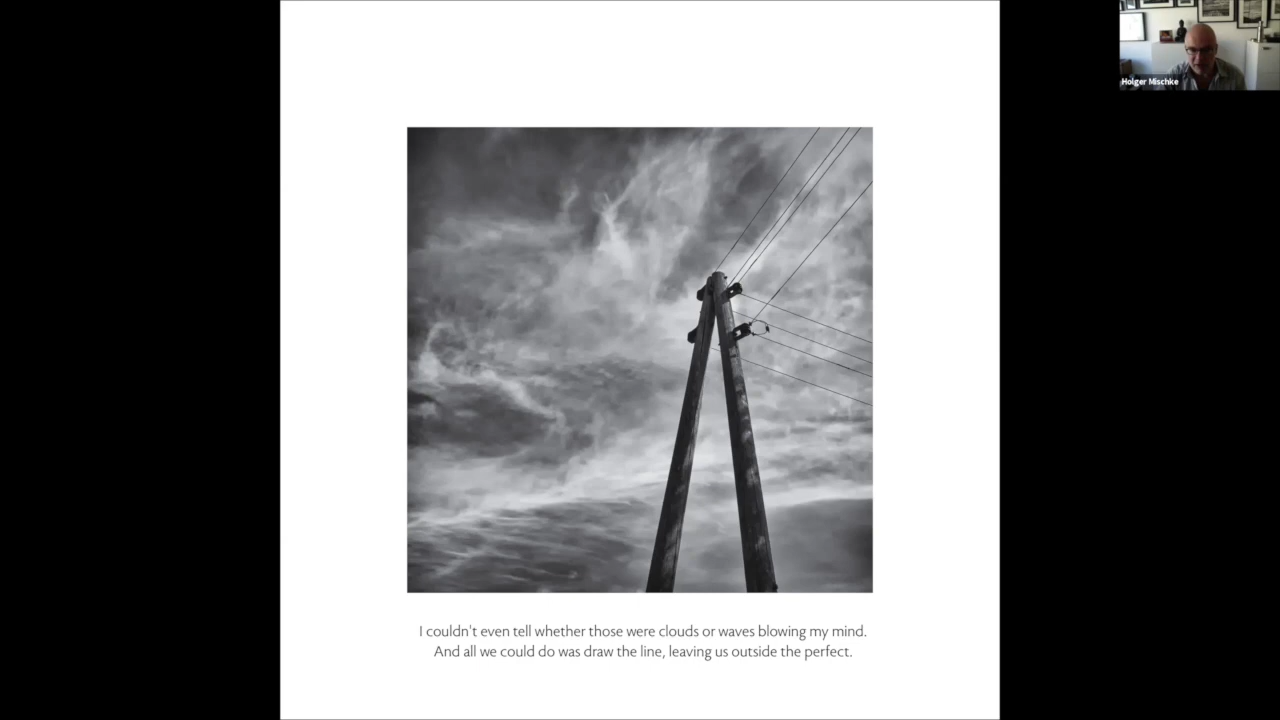 Holger Mischke
I couldn't even tell whether those were clouds or waves blowing my mind.
And all we could do was draw the line, leaving us outside the perfect.